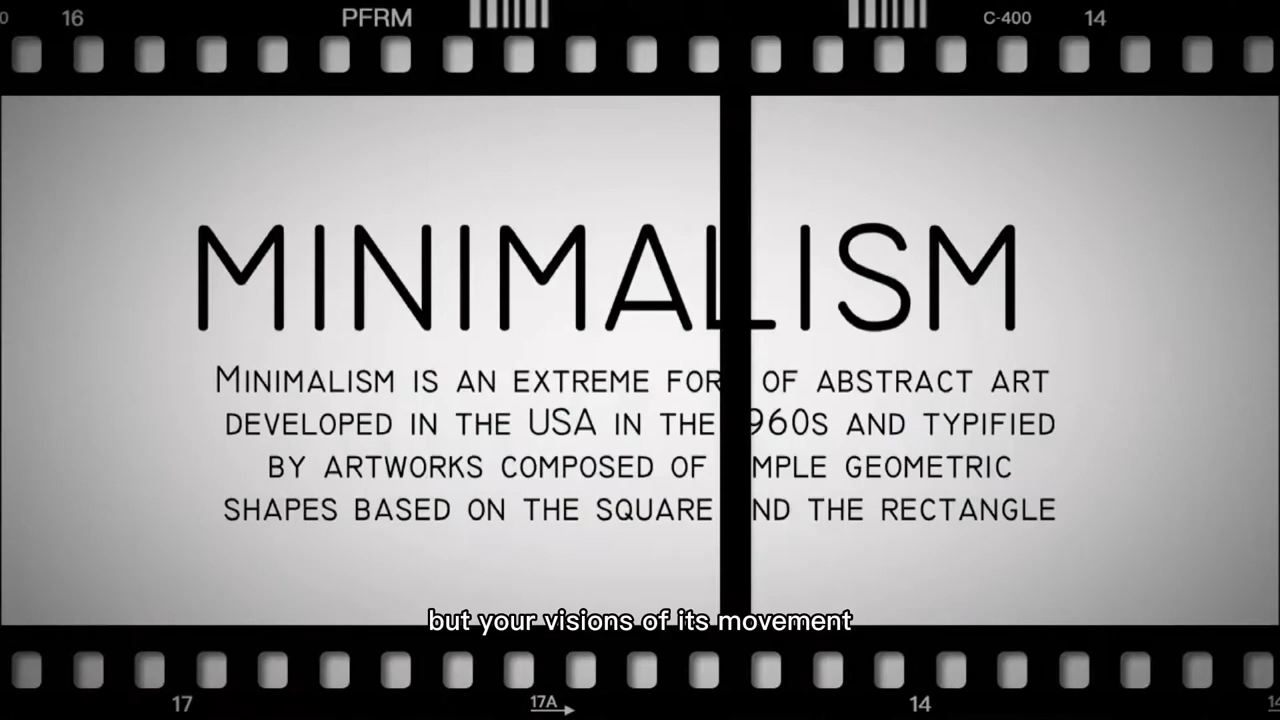 16 PFRM C-400 14
MINIMALISM
MINIMALISM IS AN EXTREME FOR OF ABSTRACT ART
DEVELOPED IN THE USA IN THE 960S AND TYPIFIED
BY ARTWORKS COMPOSED OF MPLE GEOMETRIC
SHAPES BASED ON THE SQUARE ND THE RECTANGLE
but your visions of its movement
17 17A 14